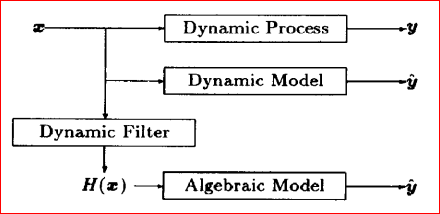 x Dynamic Process y
Dynamic Model ŷ
Dynamic Filter
H(x) Algebraic Model ŷ